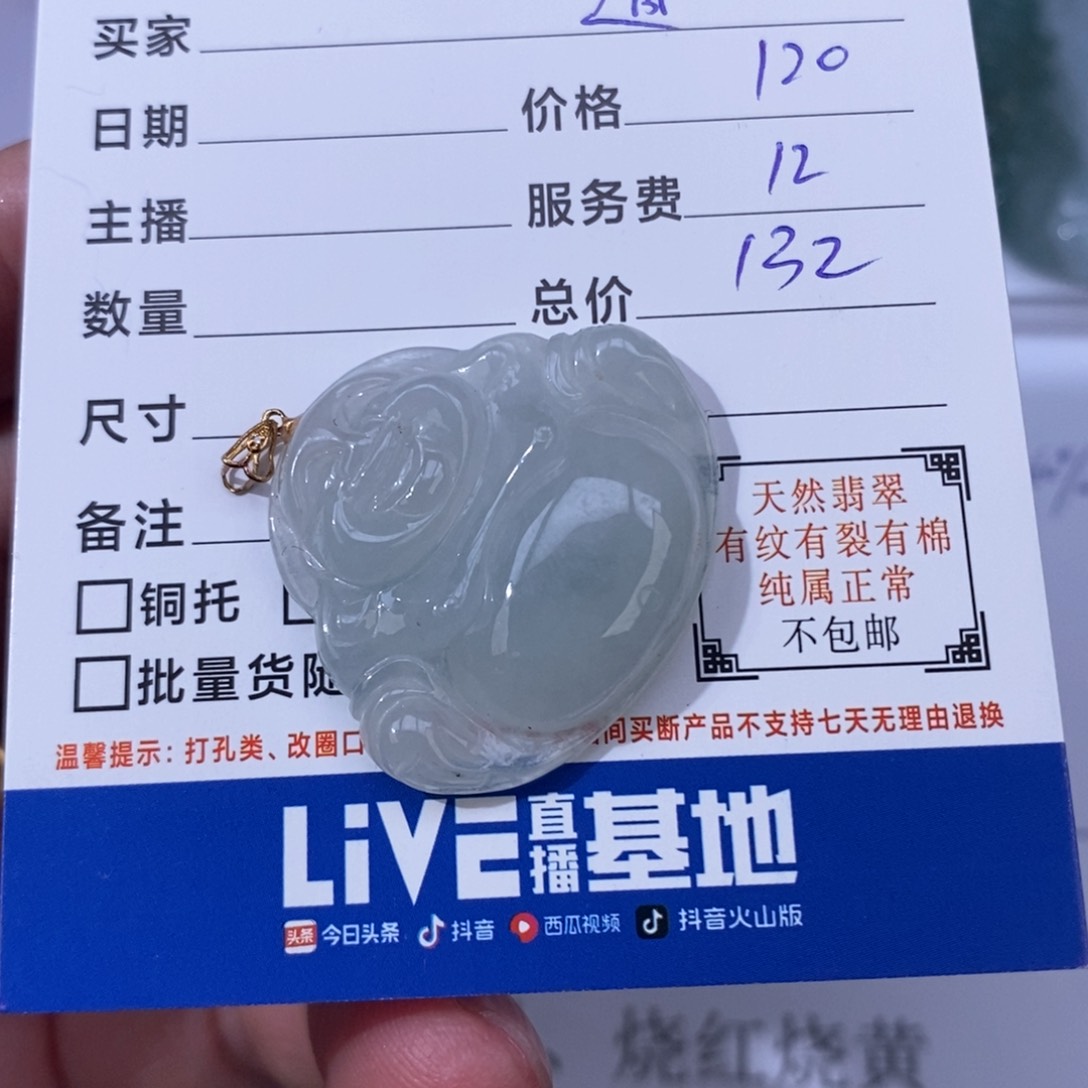 买家
120
日期 价格
12
主播 服务费
132
数量 总价
尺寸
备注
天然翡翠
有纹有裂有棉
纯属正常
不包邮
铜托
批量货随
温馨提示：打孔类、改圈口 间买断产品不支持七天无理由退换
LiVE直播基地
头条 今日头条 抖音 西瓜视频 抖音火山版
烧红烧黄